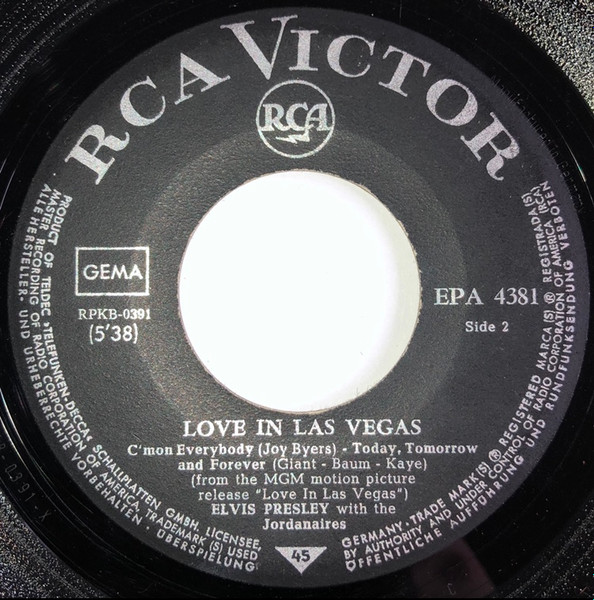 RCA VICTOR
RCA
GEMA
RPKB-0391
(5'38)
EPA 4381
Side 2
LOVE IN LAS VEGAS
C'mon Everybody (Joy Byers) - Today, Tomorrow
and Forever (Giant - Baum - Kaye)
(from the MGM motion picture
release "Love In Las Vegas")
ELVIS PRESLEY with the
Jordanaires
45
PRODUCT OF TELDEC »TELEFUNKEN-DECCA« SCHALLPLATTEN GMBH. LICENSEE,
MASTER RECORDING OF RADIO CORPORATION OF AMERICA, TRADEMARK (S) USED
ALLE HERSTELLER- UND URHEBERRECHTE VORBEHALTEN · ÜBERSPIELUNG
GERMANY · TRADE MARK(S) ® REGISTERED MARCA(S) ® REGISTRADA(S)
BY AUTHORITY AND UNDER CONTROL OF RADIO CORPORATION OF AMERICA (RCA)
ÖFFENTLICHE AUFFÜHRUNG UND RUNDFUNKSENDUNG VERBOTEN